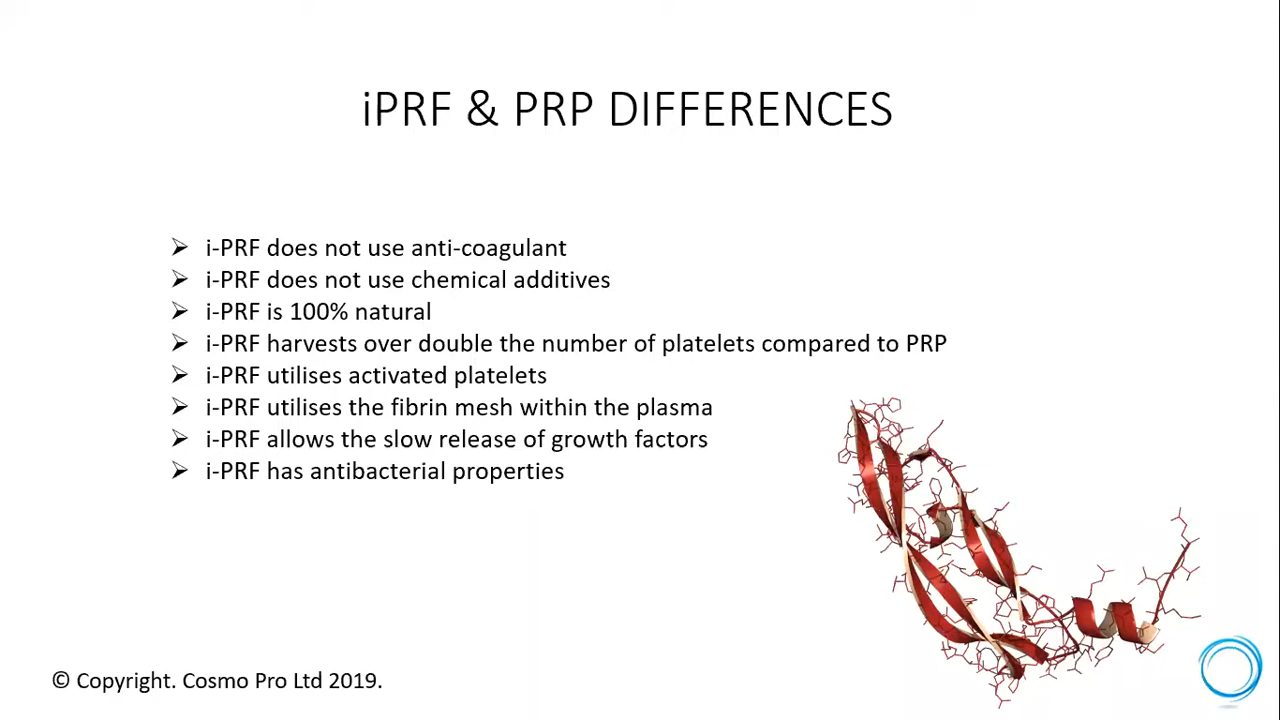 iPRF & PRP DIFFERENCES
➢ i-PRF does not use anti-coagulant
➢ i-PRF does not use chemical additives
➢ i-PRF is 100% natural
➢ i-PRF harvests over double the number of platelets compared to PRP
➢ i-PRF utilises activated platelets
➢ i-PRF utilises the fibrin mesh within the plasma
➢ i-PRF allows the slow release of growth factors
➢ i-PRF has antibacterial properties
© Copyright. Cosmo Pro Ltd 2019.